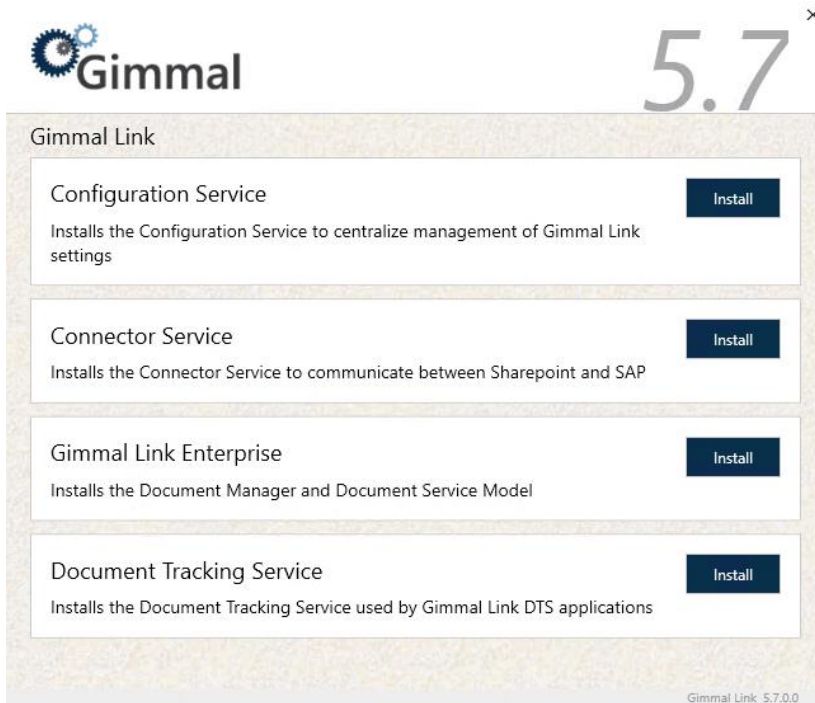 Gimmal
5.7
Gimmal Link
Configuration Service
Install
Installs the Configuration Service to centralize management of Gimmal Link
settings
Connector Service
Install
Installs the Connector Service to communicate between Sharepoint and SAP
Gimmal Link Enterprise
Install
Installs the Document Manager and Document Service Model
Document Tracking Service
Install
Installs the Document Tracking Service used by Gimmal Link DTS applications
Gimmal Link 5.7.0.0